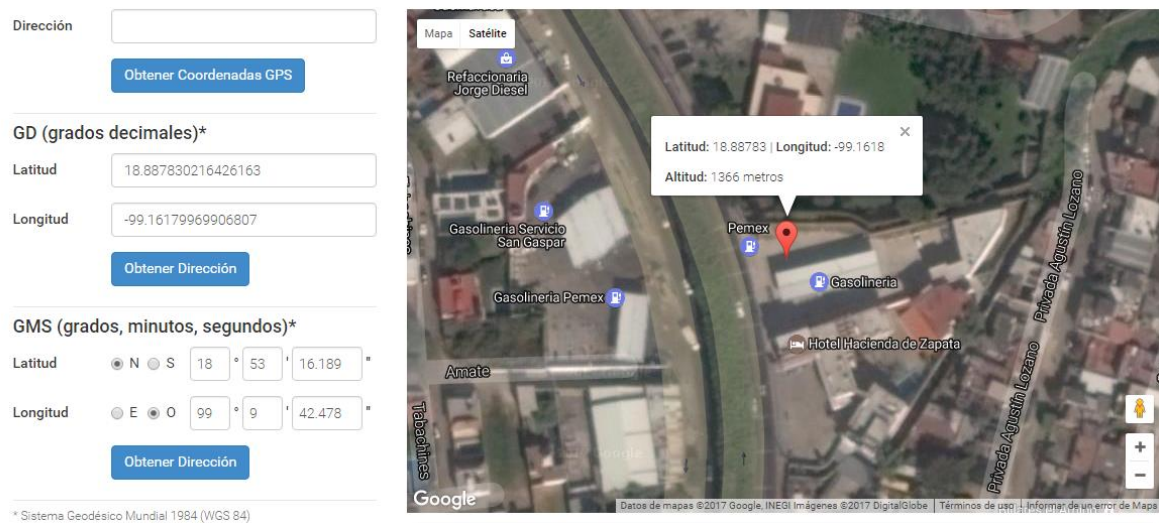 Dirección
Obtener Coordenadas GPS
GD (grados decimales)*
Latitud 18.887830216426163
Longitud -99.16179969906807
Obtener Dirección
GMS (grados, minutos, segundos)*
Latitud N S 18 ° 53 ' 16.189 "
Longitud E O 99 ° 9 ' 42.478 "
Obtener Dirección
* Sistema Geodésico Mundial 1984 (WGS 84)
Mapa Satélite
Refaccionaria
Jorge Diesel
Latitud: 18.88783 | Longitud: -99.1618
Altitud: 1366 metros
Gasolineria Servicio
San Gaspar
Pemex
Gasolineria
Gasolineria Pemex
Hotel Hacienda de Zapata
Amate
Tabachines
Privada Agustín Lozano
Privada Agustín Lozano
Google
Google
Datos de mapas ©2017 Google, INEGI Imágenes ©2017 DigitalGlobe Términos de uso Informar de un error de Maps